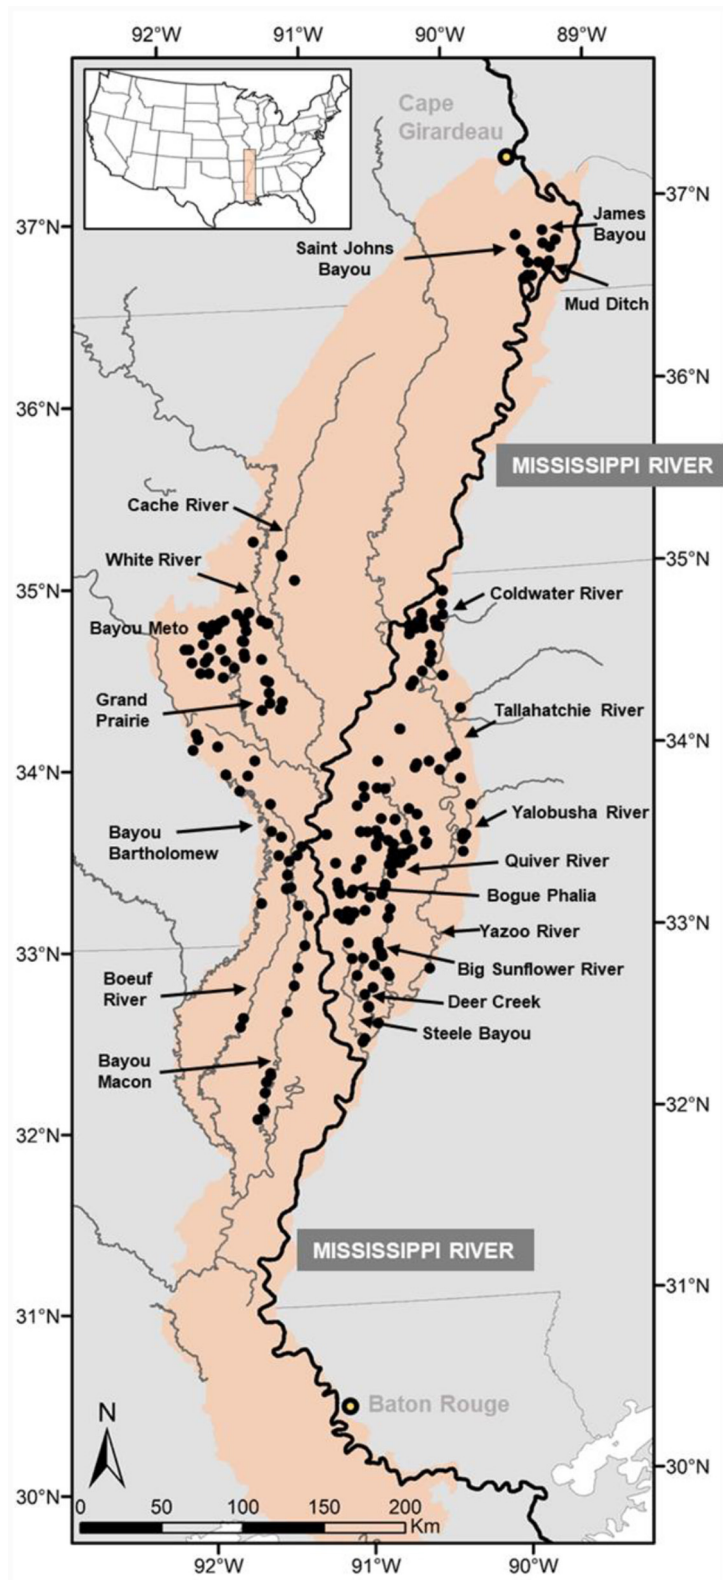 92°W 91°W 90°W 89°W
Cape
Girardeau
37°N
37°N
James
Bayou
Saint Johns
Bayou
Mud Ditch
36°N
36°N
MISSISSIPPI RIVER
Cache River
35°N
White River
35°N
Coldwater River
Bayou Meto
Grand
Prairie
Tallahatchie River
34°N
34°N
Yalobusha River
Bayou
Bartholomew
Quiver River
Bogue Phalia
33°N
Yazoo River
33°N
Big Sunflower River
Boeuf
River
Deer Creek
Steele Bayou
Bayou
Macon
32°N
32°N
MISSISSIPPI RIVER
31°N
31°N
Baton Rouge
N
30°N
30°N
0 50 100 150 200
Km
92°W 91°W 90°W